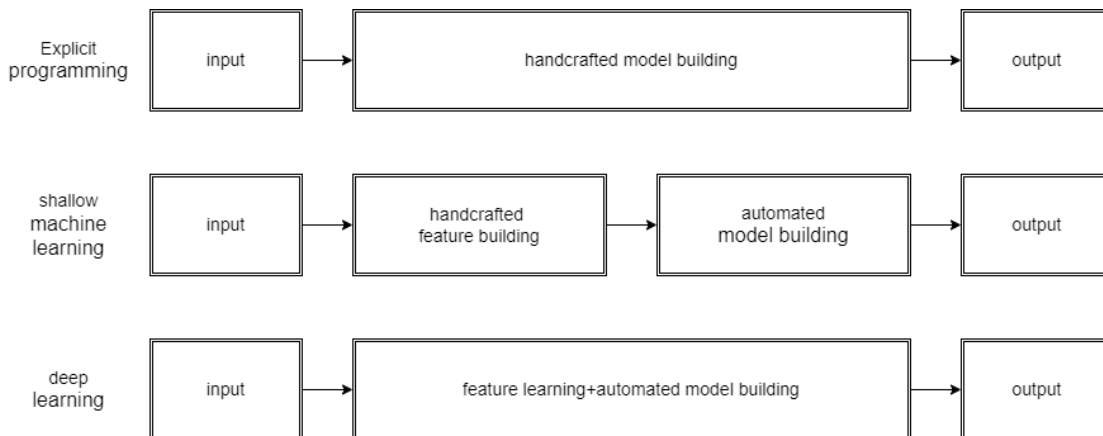 Explicit
programming
input
handcrafted model building
output
shallow
machine
learning
input
handcrafted
feature building
automated
model building
output
deep
learning
input
feature learning+automated model building
output